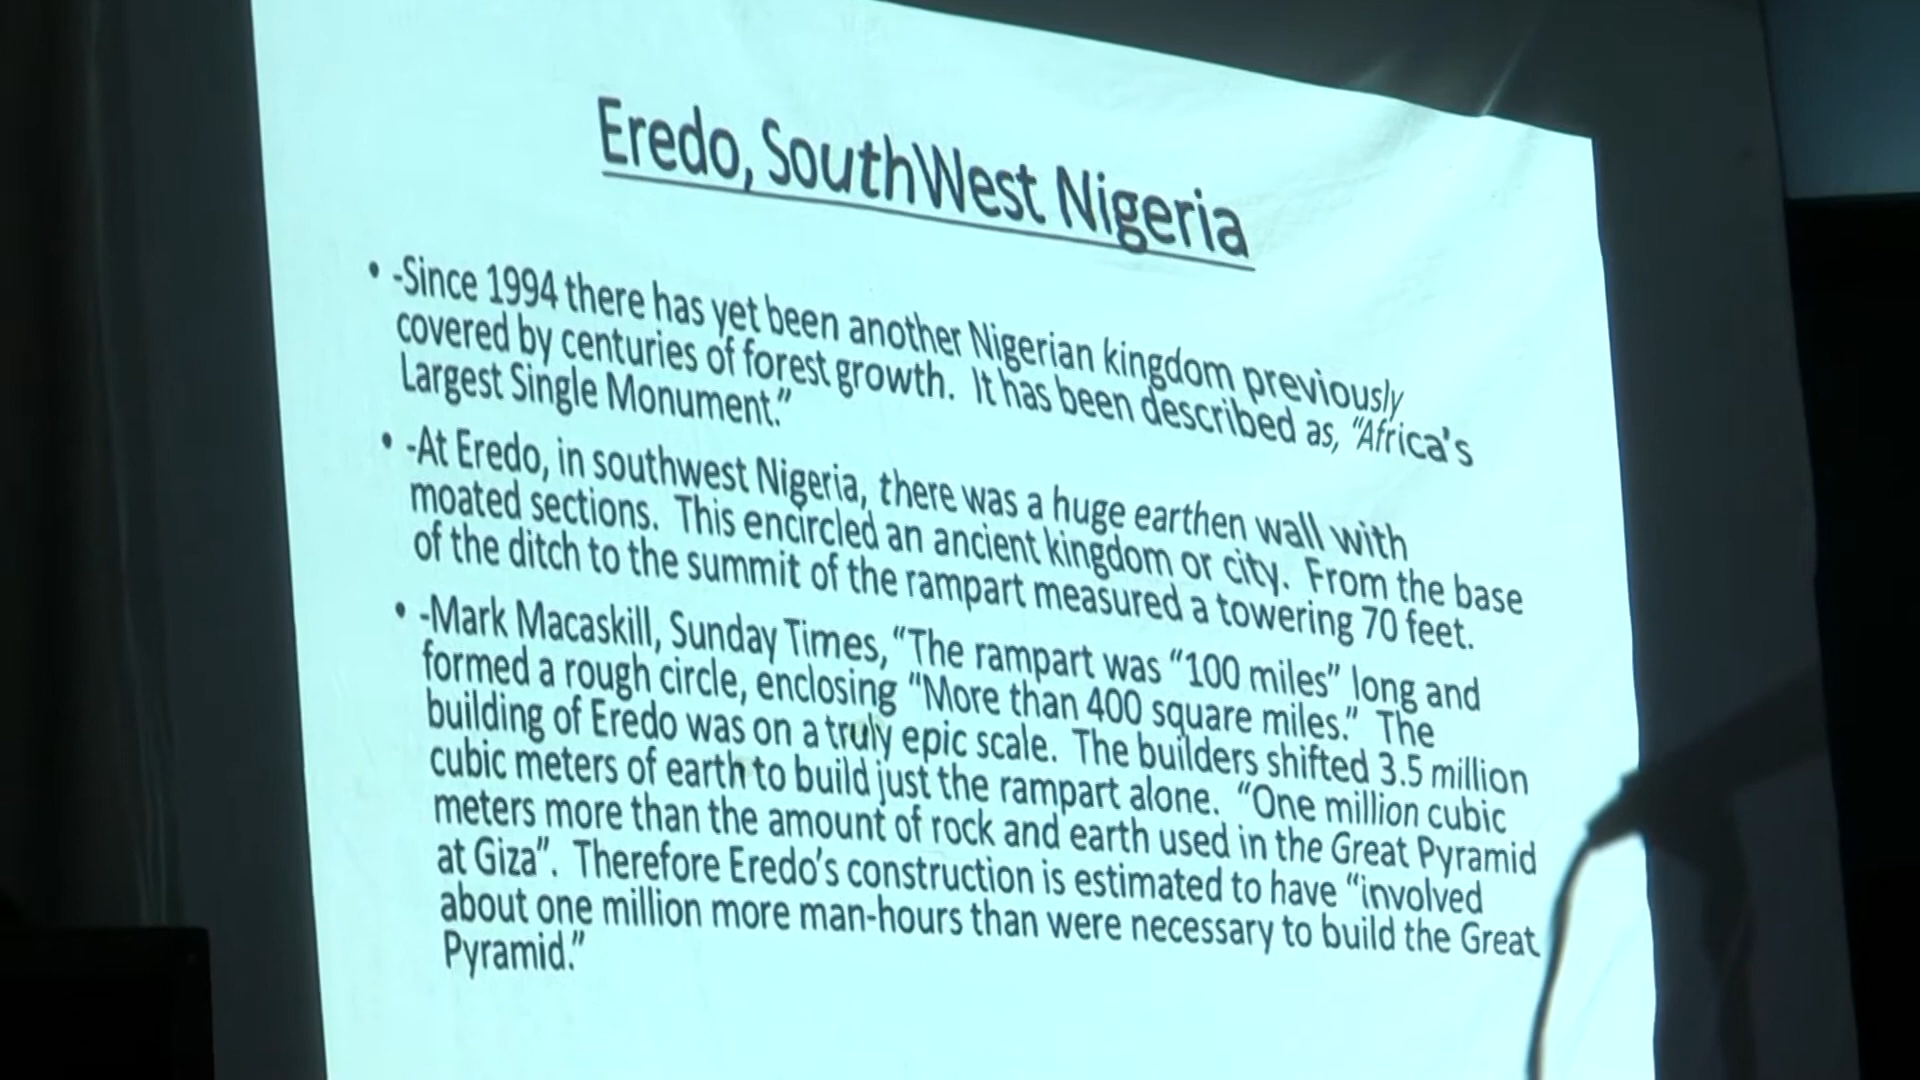 Eredo, SouthWest Nigeria
• -Since 1994 there has yet been another Nigerian kingdom previously
covered by centuries of forest growth. It has been described as, “Africa's
Largest Single Monument.”
• -At Eredo, in southwest Nigeria, there was a huge earthen wall with
moated sections. This encircled an ancient kingdom or city. From the base
of the ditch to the summit of the rampart measured a towering 70 feet.
• -Mark Macaskill, Sunday Times, “The rampart was “100 miles” long and
formed a rough circle, enclosing “More than 400 square miles.” The
building of Eredo was on a truly epic scale. The builders shifted 3.5 million
cubic meters of earth to build just the rampart alone. “One million cubic
meters more than the amount of rock and earth used in the Great Pyramid
at Giza”. Therefore Eredo’s construction is estimated to have “involved
about one million more man-hours than were necessary to build the Great
Pyramid.”